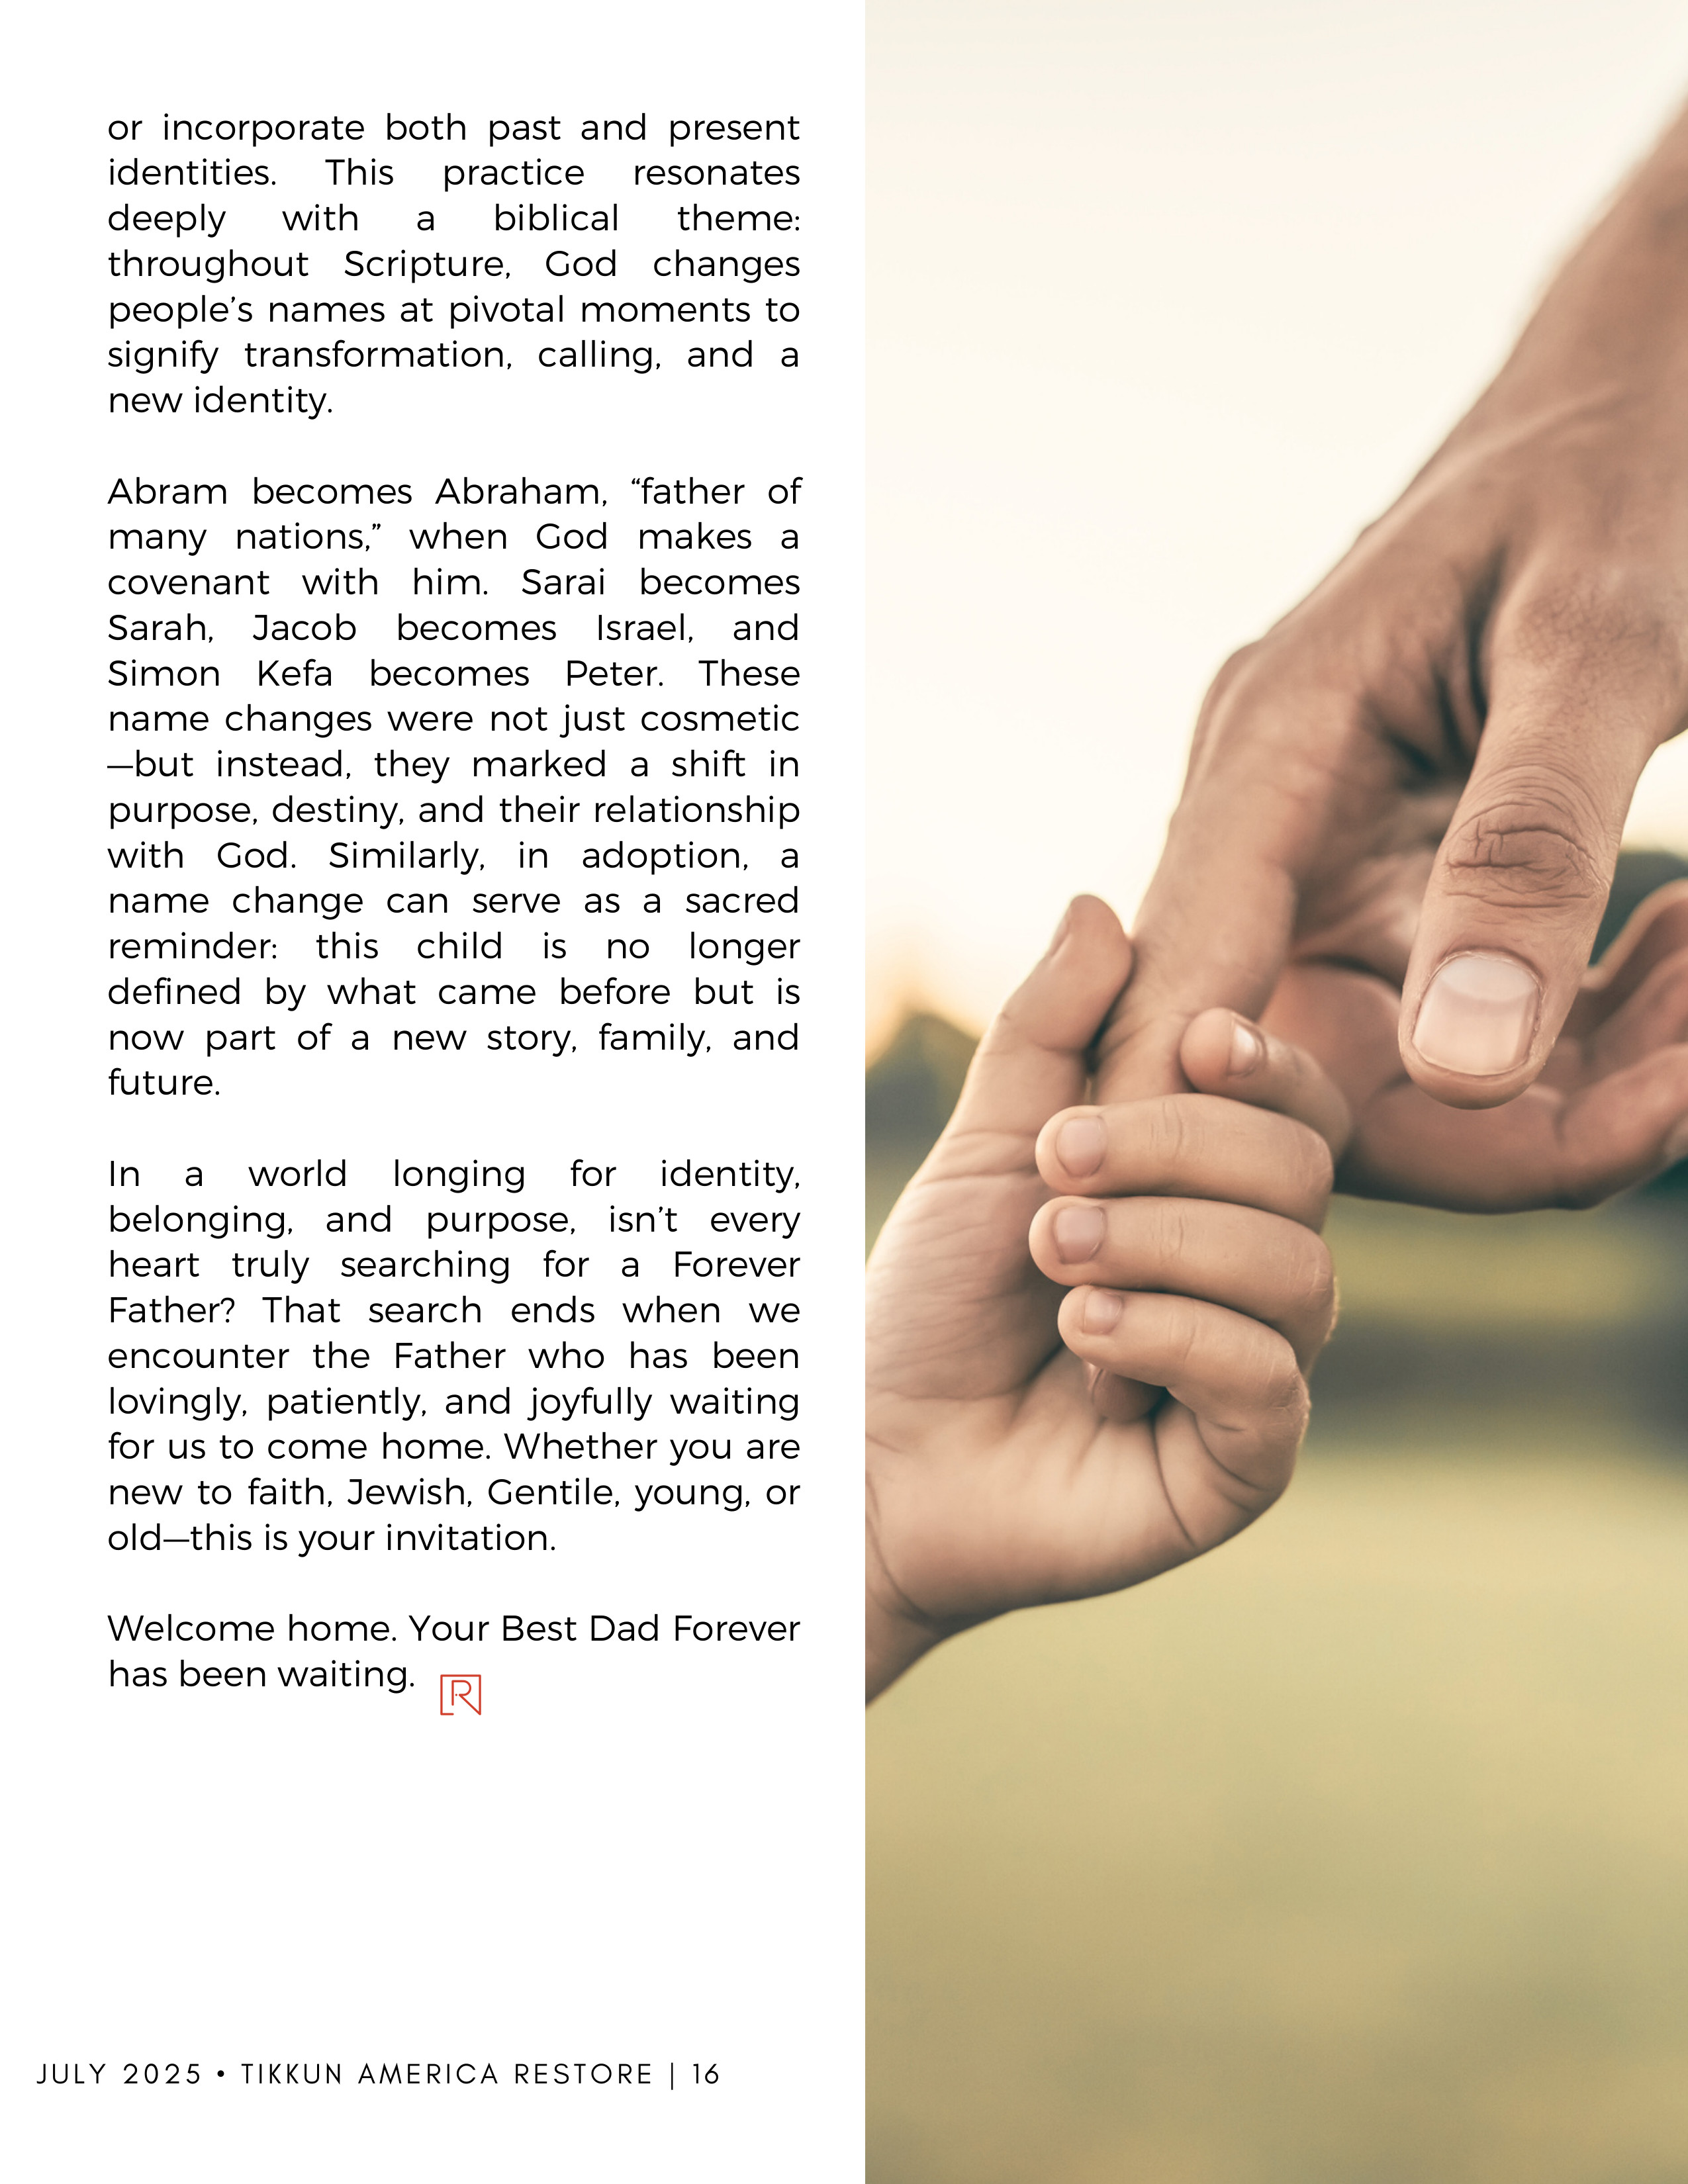 or incorporate both past and present
identities. This practice resonates
deeply with a biblical theme:
throughout Scripture, God changes
people’s names at pivotal moments to
signify transformation, calling, and a
new identity.
Abram becomes Abraham, “father of
many nations,” when God makes a
covenant with him. Sarai becomes
Sarah, Jacob becomes Israel, and
Simon Kefa becomes Peter. These
name changes were not just cosmetic
—but instead, they marked a shift in
purpose, destiny, and their relationship
with God. Similarly, in adoption, a
name change can serve as a sacred
reminder: this child is no longer
defined by what came before but is
now part of a new story, family, and
future.
In a world longing for identity,
belonging, and purpose, isn’t every
heart truly searching for a Forever
Father? That search ends when we
encounter the Father who has been
lovingly, patiently, and joyfully waiting
for us to come home. Whether you are
new to faith, Jewish, Gentile, young, or
old—this is your invitation.
Welcome home. Your Best Dad Forever
has been waiting. R
JULY 2025 • TIKKUN AMERICA RESTORE | 16